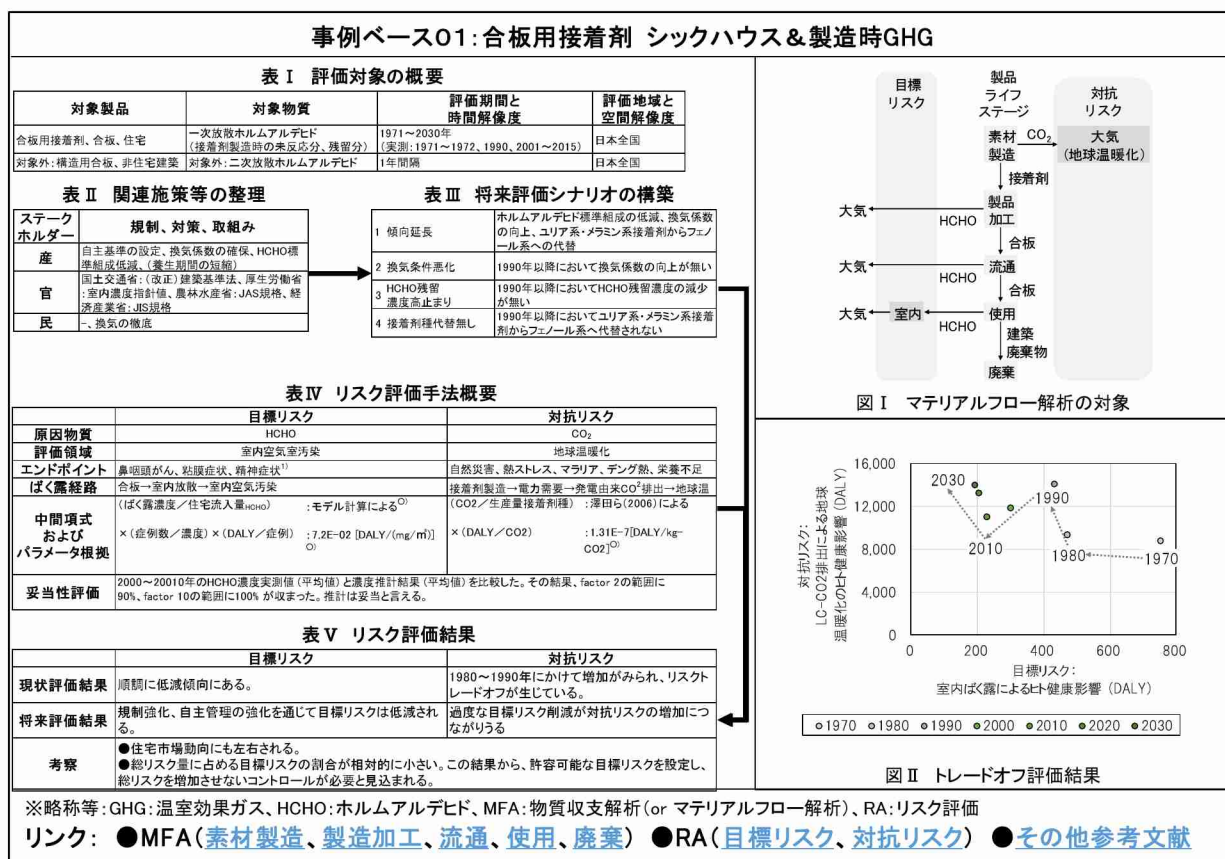 事例ベース01:合板用接着剤 シックハウス&製造時GHG
表Ⅰ 評価対象の概要
対象製品 対象物質 評価期間と 評価地域と
時間解像度 空間解像度
合板用接着剤、合板、住宅 一次放散ホルムアルデヒド 1971~2030年 日本全国
(接着剤製造時の未反応分、残留分) (実測:1971~1972、1990、2001~2015)
対象外:構造用合板、非住宅建築 対象外:二次放散ホルムアルデヒド 1年間隔 日本全国
表Ⅱ 関連施策等の整理
ステーク 規制、対策、取組み
ホルダー
産 自主基準の設定、換気係数の確保、HCHO標
準組成低減、(養生期間の短縮)
官 国土交通省:(改正)建築基準法、厚生労働省
:室内濃度指針値、農林水産省:JAS規格、経
済産業省:JIS規格
民 -、換気の徹底
表Ⅲ 将来評価シナリオの構築
1 傾向延長 ホルムアルデヒド標準組成の低減、換気係数
の向上、ユリア系・メラミン系接着剤からフェノ
ール系への代替
2 換気条件悪化 1990年以降において換気係数の向上が無い
3 HCHO残留 1990年以降においてHCHO残留濃度の減少
濃度高止まり が無い
4 接着剤種代替無し 1990年以降においてユリア系・メラミン系接着
剤からフェノール系へ代替されない
表Ⅳ リスク評価手法概要
目標リスク 対抗リスク
原因物質 HCHO CO₂
評価領域 室内空気室汚染 地球温暖化
エンドポイント 鼻咽頭がん、粘膜症状、精神症状¹⁾ 自然災害、熱ストレス、マラリア、デング熱、栄養不足
ばく露経路 合板→室内放散→室内空気汚染 接着剤製造→電力需要→発電由来CO²排出→地球温
中間項式 (ばく露濃度/住宅流入量HCHO) :モデル計算による〇) (CO2/生産量接着剤種) :澤田ら(2006)による
および
パラメータ根拠 ×(症例数/濃度)×(DALY/症例) :7.2E-02 [DALY/(mg/㎥)] ×(DALY/CO2) :1.31E-7[DALY/kg-
〇) CO2]〇)
妥当性評価 2000~20010年のHCHO濃度実測値(平均値)と濃度推計結果(平均値)を比較した。その結果、factor 2の範囲に
90%、factor 10の範囲に100% が収まった。推計は妥当と言える。
表Ⅴ リスク評価結果
目標リスク 対抗リスク
現状評価結果 順調に低減傾向にある。 1980~1990年にかけて増加がみられ、リスクト
レードオフが生じている。
将来評価結果 規制強化、自主管理の強化を通じて目標リスクは低減され 過度な目標リスク削減が対抗リスクの増加につ
る。 ながりうる
考察 ●住宅市場動向にも左右される。
●総リスク量に占める目標リスクの割合が相対的に小さい。この結果から、許容可能な目標リスクを設定し、
総リスクを増加させないコントロールが必要と見込まれる。
目標 製品 対抗
リスク ライフ リスク
ステージ
素材 CO₂ 大気
製造 (地球温暖化)
接着剤
大気 HCHO 製品
加工
合板
大気 HCHO 流通
合板
大気 室内 HCHO 使用
建築
廃棄物
廃棄
図Ⅰ マテリアルフロー解析の対象
対抗リスク:
LC-CO2排出による地球
温暖化のヒト健康影響(DALY)
16,000
12,000
8,000
4,000
0
2030
1990
2010
1980
1970
0 200 400 600 800
目標リスク:
室内ばく露によるヒト健康影響(DALY)
1970 1980 1990 2000 2010 2020 2030
図Ⅱ トレードオフ評価結果
※略称等:GHG:温室効果ガス、HCHO:ホルムアルデヒド、MFA:物質収支解析(or マテリアルフロー解析)、RA:リスク評価
リンク: ●MFA(素材製造、製造加工、流通、使用、廃棄) ●RA(目標リスク、対抗リスク) ●その他参考文献